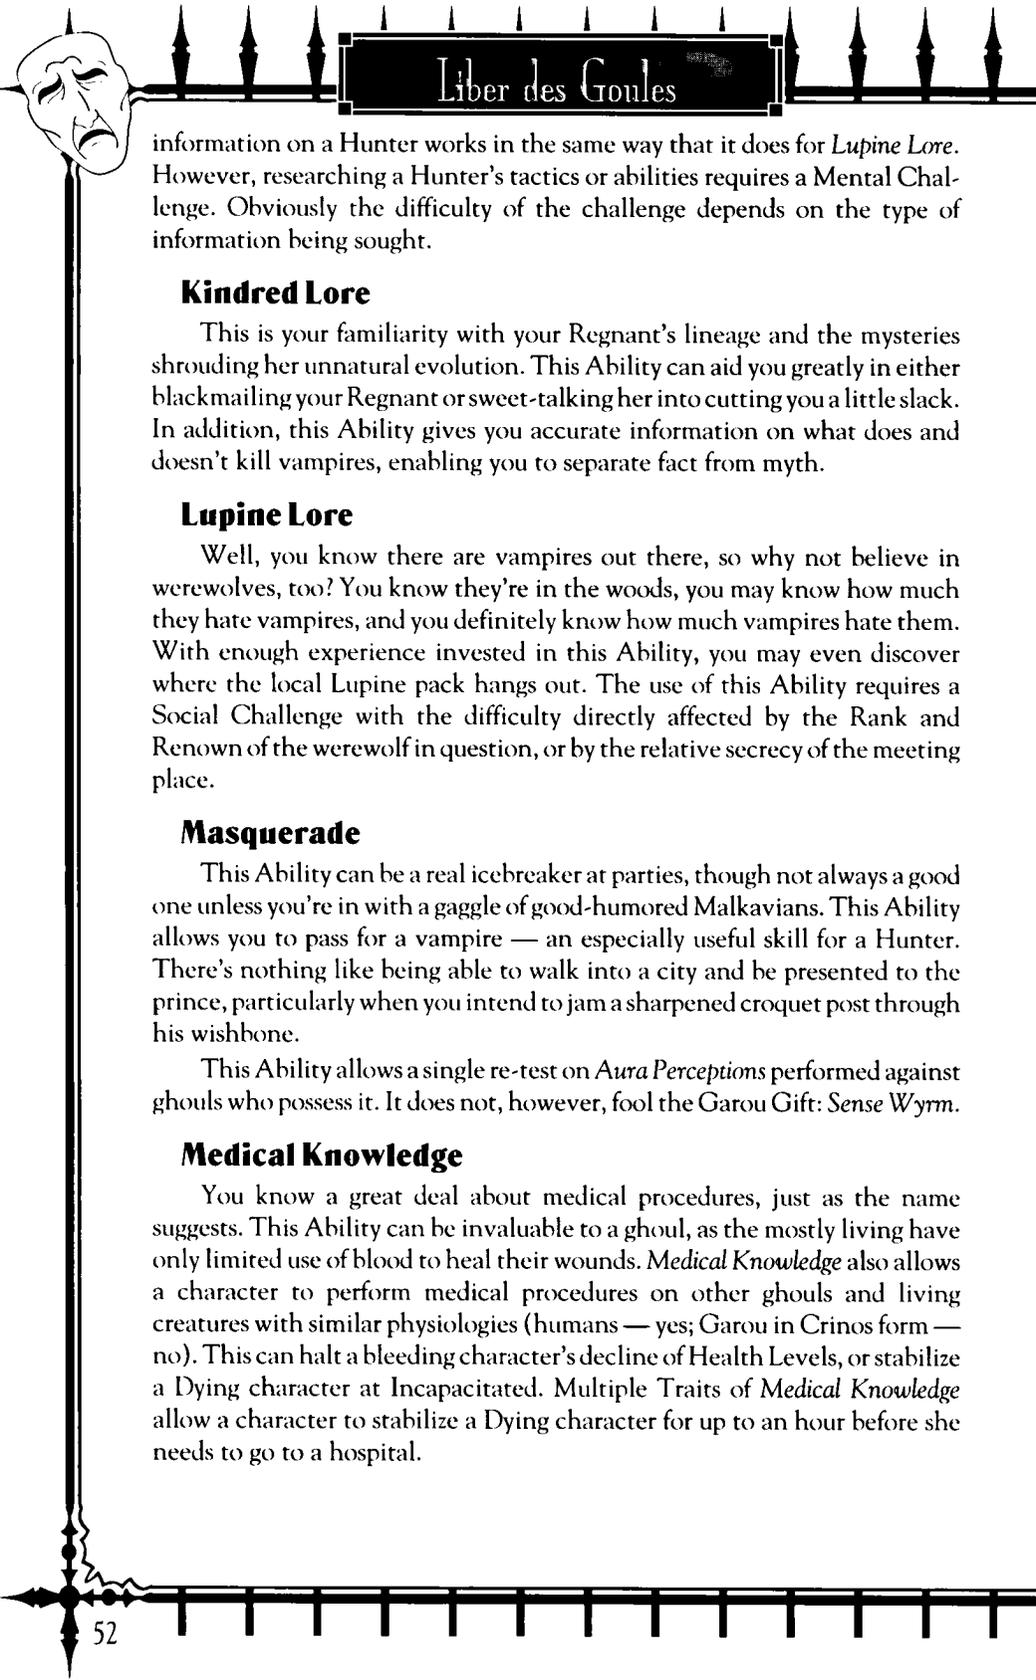 Liber des Goules
information on a Hunter works in the same way that it does for Lupine Lore.
However, researching a Hunter's tactics or abilities requires a Mental Chal-
lenge. Obviously the difficulty of the challenge depends on the type of
information being sought.
Kindred Lore
This is your familiarity with your Regnant's lineage and the mysteries
shrouding her unnatural evolution. This Ability can aid you greatly in either
blackmailing your Regnant or sweet-talking her into cutting you a little slack.
In addition, this Ability gives you accurate information on what does and
doesn't kill vampires, enabling you to separate fact from myth.
Lupine Lore
Well, you know there are vampires out there, so why not believe in
werewolves, too? You know they're in the woods, you may know how much
they hate vampires, and you definitely know how much vampires hate them.
With enough experience invested in this Ability, you may even discover
where the local Lupine pack hangs out. The use of this Ability requires a
Social Challenge with the difficulty directly affected by the Rank and
Renown of the werewolf in question, or by the relative secrecy of the meeting
place.
Masquerade
This Ability can be a real icebreaker at parties, though not always a good
one unless you're in with a gaggle of good-humored Malkavians. This Ability
allows you to pass for a vampire — an especially useful skill for a Hunter.
There's nothing like being able to walk into a city and be presented to the
prince, particularly when you intend to jam a sharpened croquet post through
his wishbone.
This Ability allows a single re-test on Aura Perceptions performed against
ghouls who possess it. It does not, however, fool the Garou Gift: Sense Wyrm.
Medical Knowledge
You know a great deal about medical procedures, just as the name
suggests. This Ability can be invaluable to a ghoul, as the mostly living have
only limited use of blood to heal their wounds. Medical Knowledge also allows
a character to perform medical procedures on other ghouls and living
creatures with similar physiologies (humans — yes; Garou in Crinos form —
no). This can halt a bleeding character's decline of Health Levels, or stabilize
a Dying character at Incapacitated. Multiple Traits of Medical Knowledge
allow a character to stabilize a Dying character for up to an hour before she
needs to go to a hospital.
52